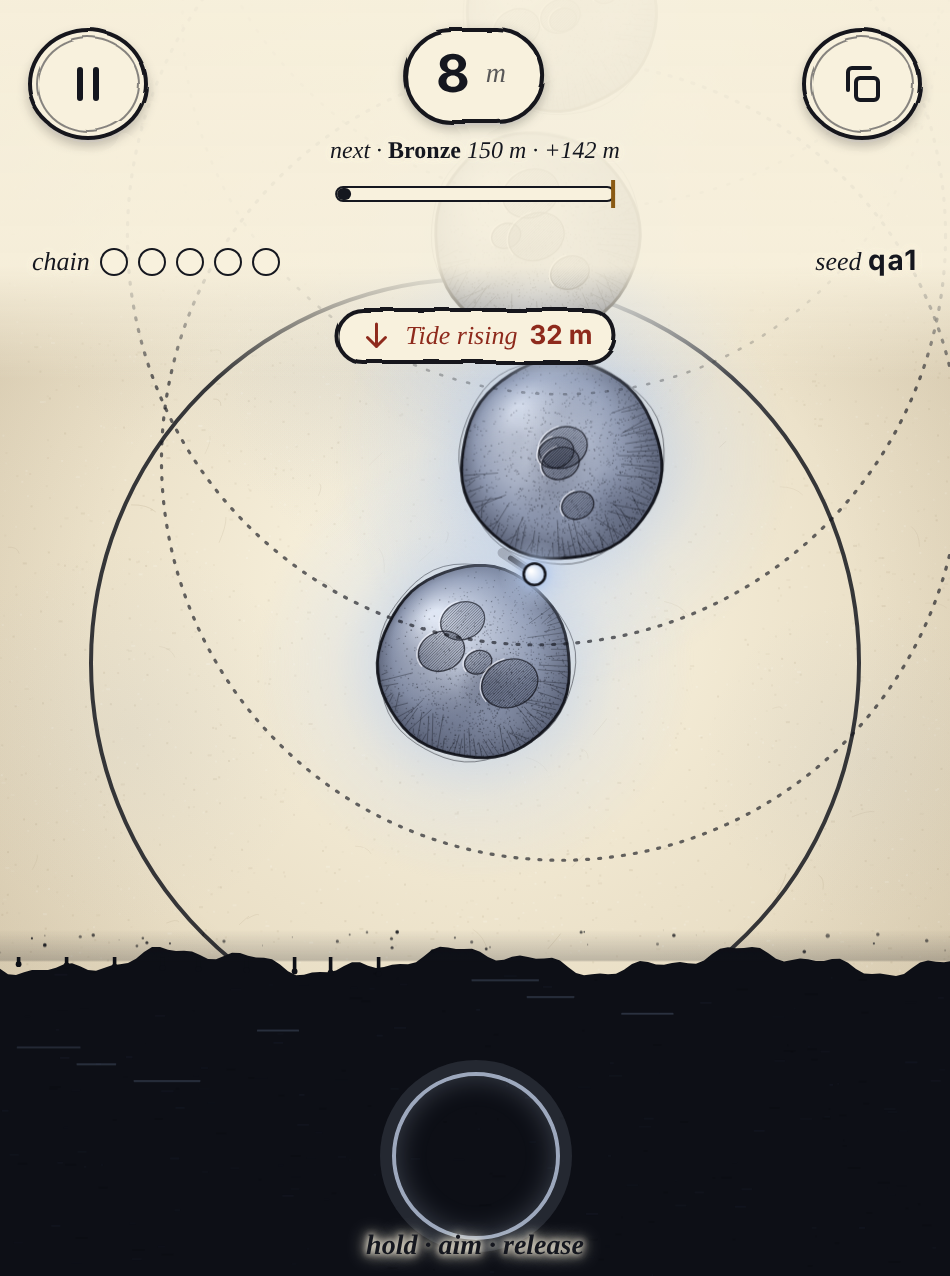 8 m
next · Bronze 150 m · +142 m
chain
seed qa1
Tide rising 32 m
hold · aim · release